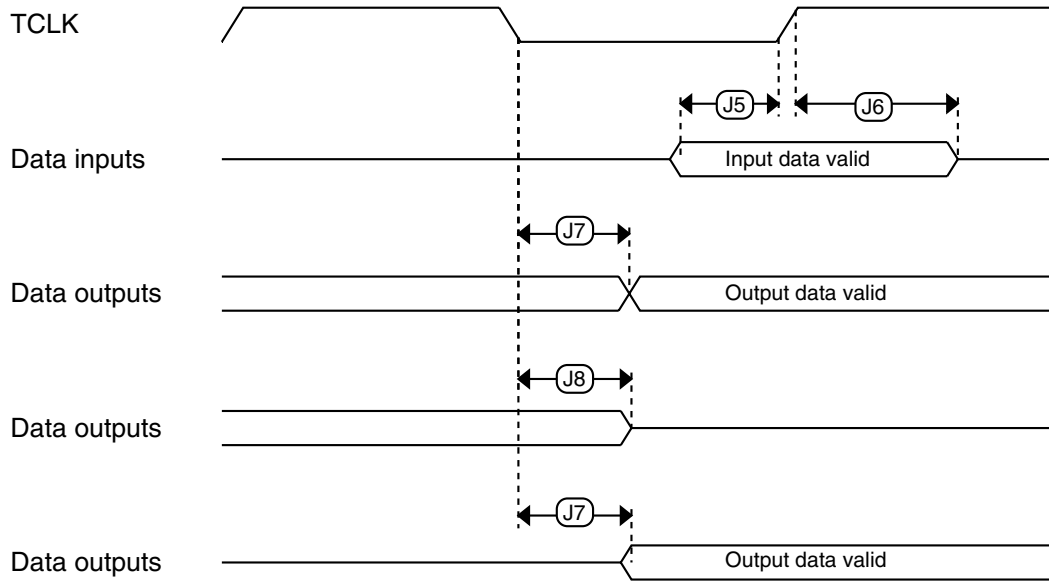 TCLK
J5
J6
Data inputs
Input data valid
J7
Data outputs
Output data valid
J8
Data outputs
J7
Data outputs
Output data valid